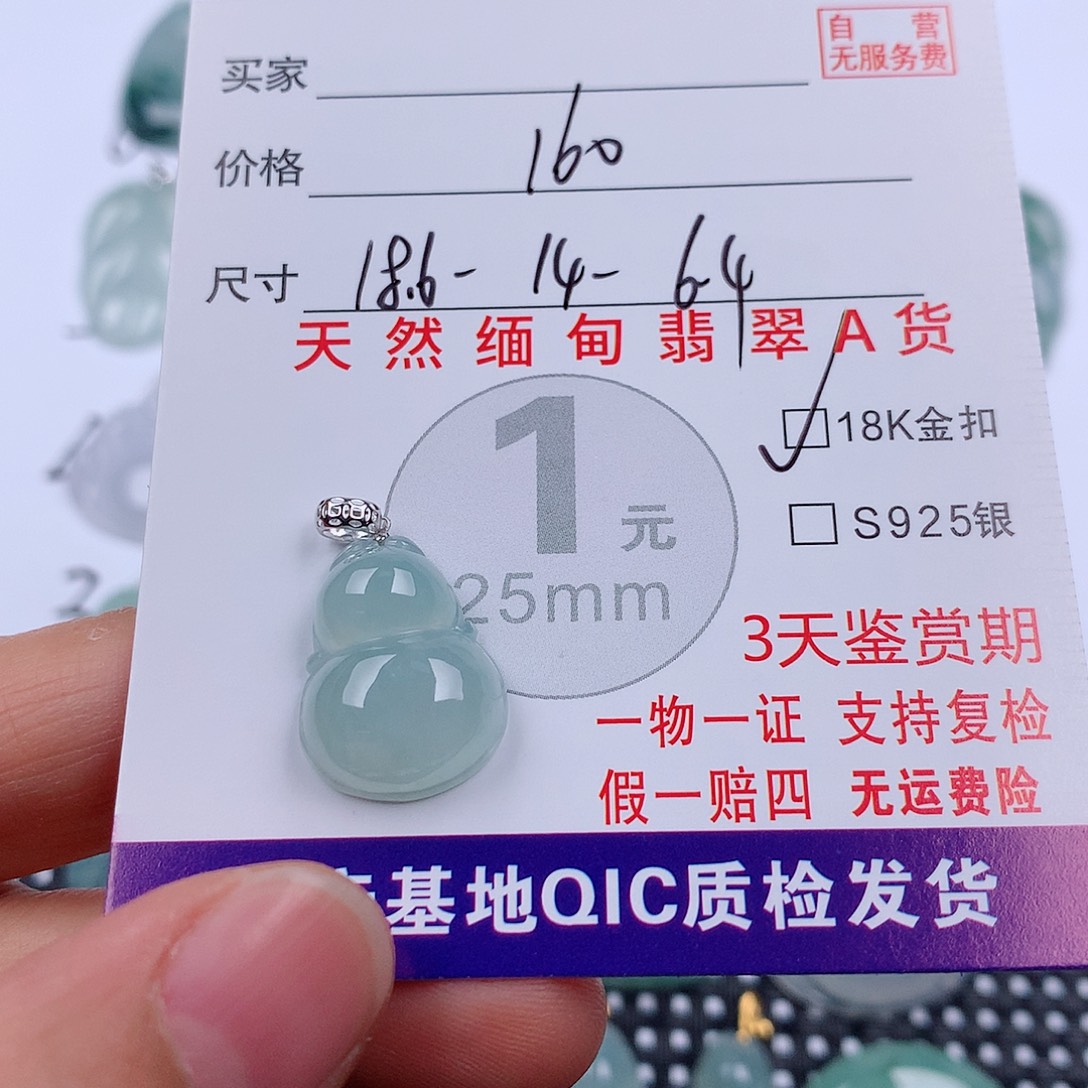 自 营
无服务费
买家
价格 160
尺寸 18.6- 14- 64
天然缅甸翡翠A货
1元
25mm
18K金扣
S925银
3天鉴赏期
一物一证 支持复检
假一赔四 无运费险
基地QIC质检发货
2